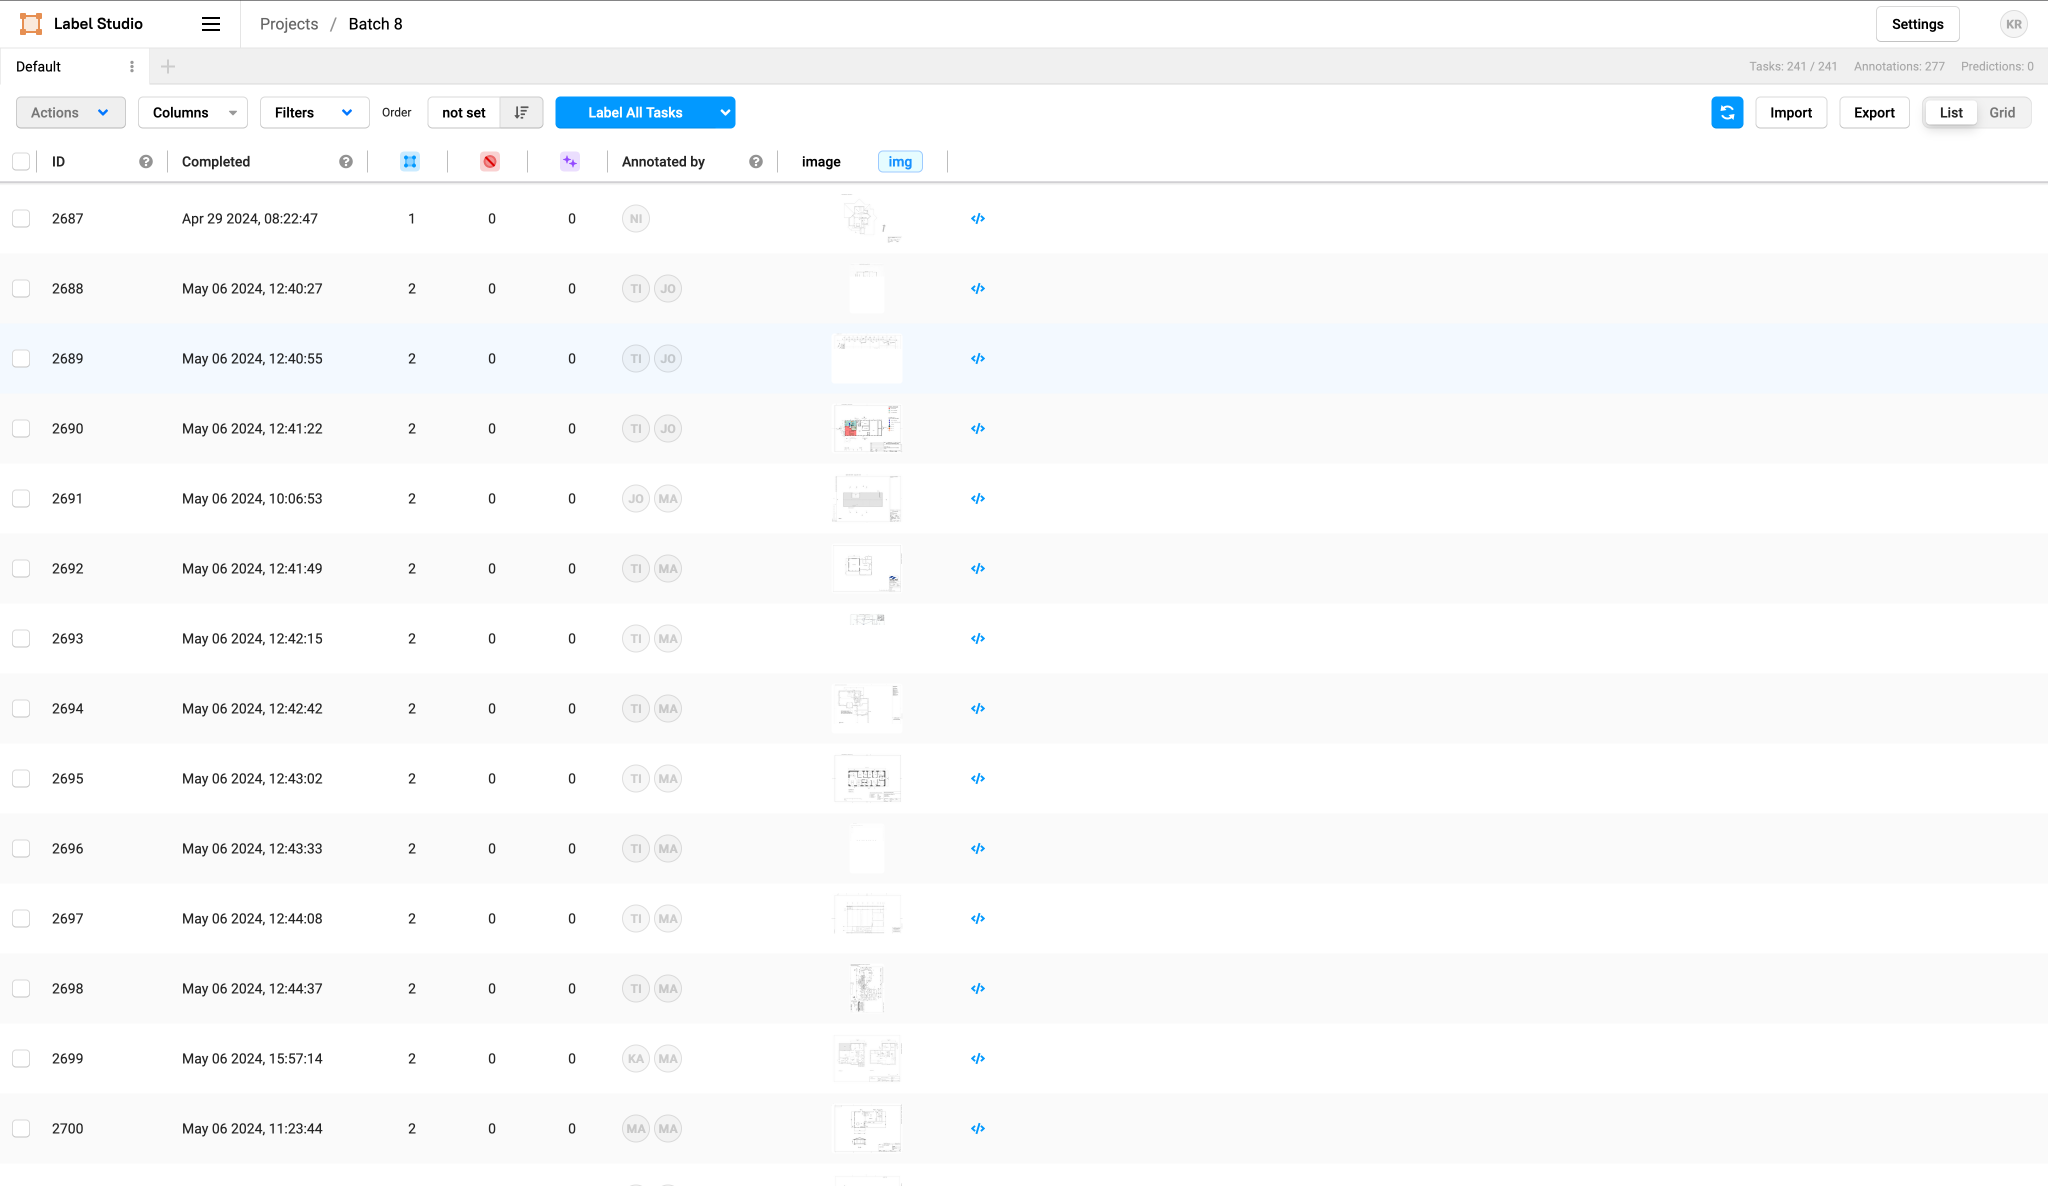 Label Studio Projects / Batch 8 Settings KR
Default Tasks: 241 / 241 Annotations: 277 Predictions: 0
Actions Columns Filters Order not set Label All Tasks Import Export List Grid
ID Completed Annotated by image img
2687 Apr 29 2024, 08:22:47 1 0 0 NI
2688 May 06 2024, 12:40:27 2 0 0 TI JO
2689 May 06 2024, 12:40:55 2 0 0 TI JO
2690 May 06 2024, 12:41:22 2 0 0 TI JO
2691 May 06 2024, 10:06:53 2 0 0 JO MA
2692 May 06 2024, 12:41:49 2 0 0 TI MA
2693 May 06 2024, 12:42:15 2 0 0 TI MA
2694 May 06 2024, 12:42:42 2 0 0 TI MA
2695 May 06 2024, 12:43:02 2 0 0 TI MA
2696 May 06 2024, 12:43:33 2 0 0 TI MA
2697 May 06 2024, 12:44:08 2 0 0 TI MA
2698 May 06 2024, 12:44:37 2 0 0 TI MA
2699 May 06 2024, 15:57:14 2 0 0 KA MA
2700 May 06 2024, 11:23:44 2 0 0 MA MA